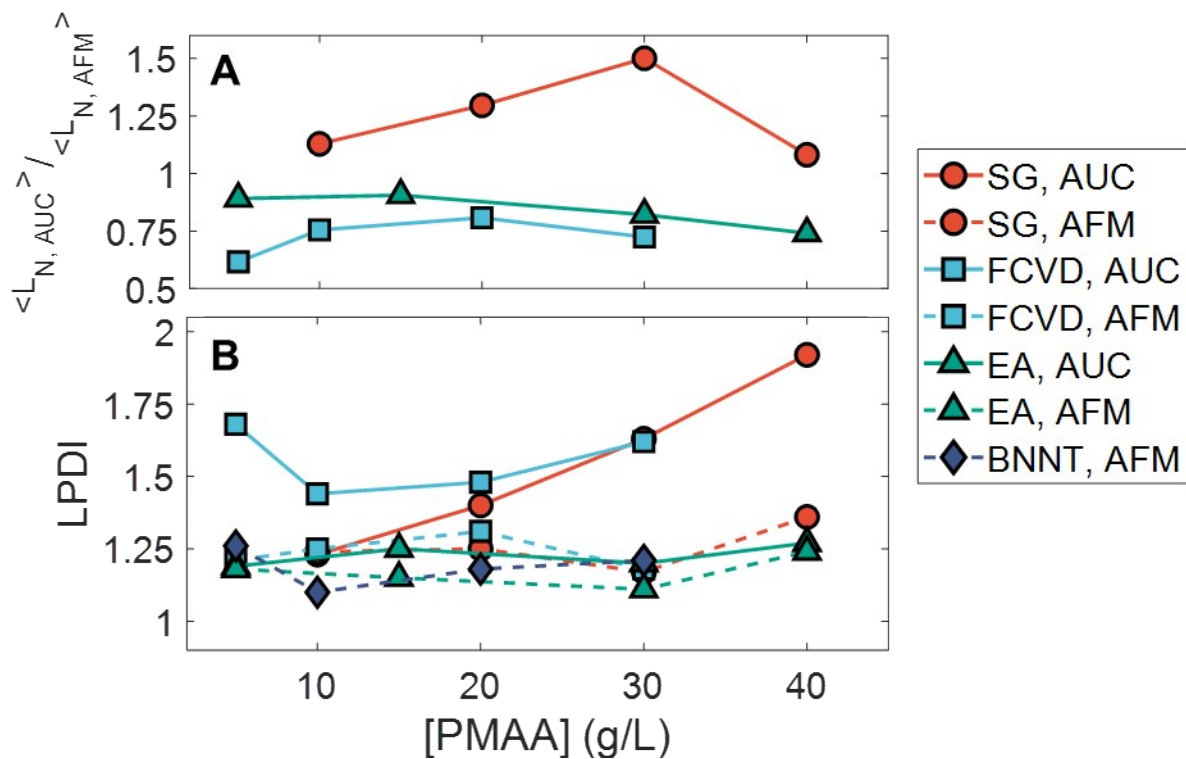 <L_N, AUC> / <L_N, AFM>
A
1.5
1.25
1
0.75
0.5
LPDI
B
2
1.75
1.5
1.25
1
10 20 30 40
[PMAA] (g/L)
SG, AUC
SG, AFM
FCVD, AUC
FCVD, AFM
EA, AUC
EA, AFM
BNNT, AFM